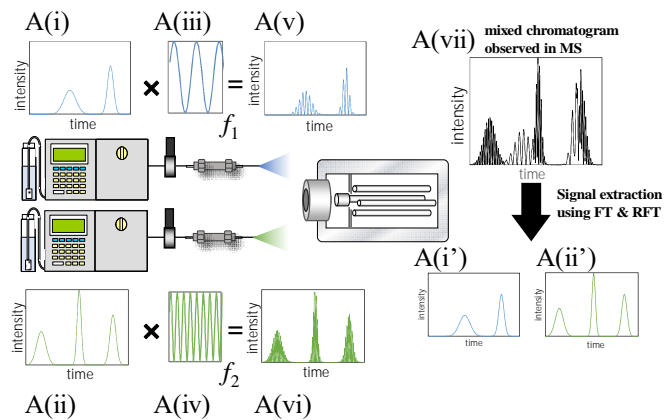 A(i)
A(iii)
A(v)
intensity
time
×
f1
=
intensity
time
A(vii)
mixed chromatogram
observed in MS
intensity
time
Signal extraction
using FT & RFT
A(i’)
A(ii’)
intensity
time
intensity
time
intensity
time
×
f2
=
intensity
time
A(ii)
A(iv)
A(vi)